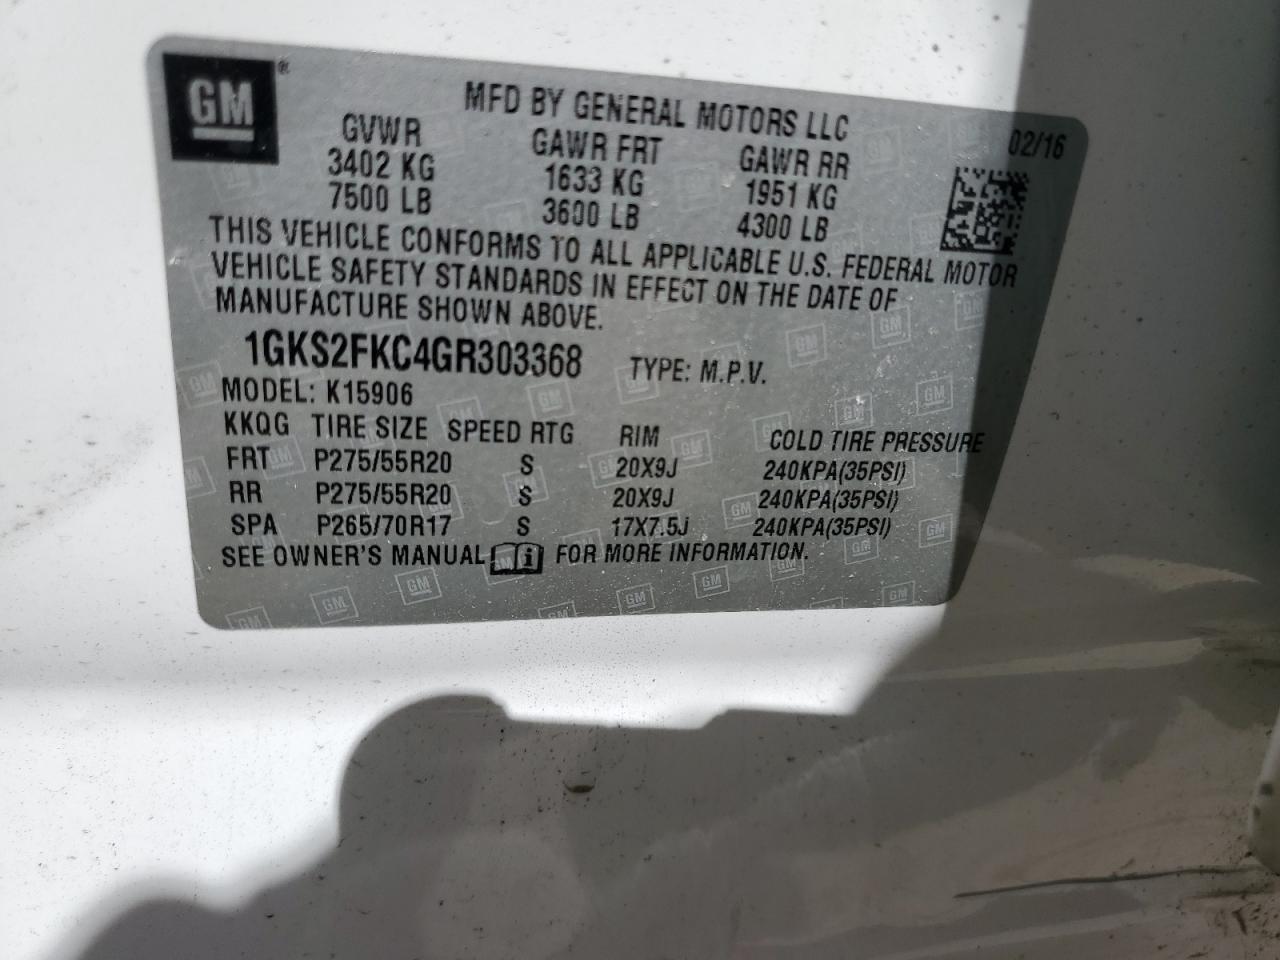 GM®
MFD BY GENERAL MOTORS LLC
02/16
GVWR GAWR FRT GAWR RR
3402 KG 1633 KG 1951 KG
7500 LB 3600 LB 4300 LB
THIS VEHICLE CONFORMS TO ALL APPLICABLE U.S. FEDERAL MOTOR
VEHICLE SAFETY STANDARDS IN EFFECT ON THE DATE OF
MANUFACTURE SHOWN ABOVE.
1GKS2FKC4GR303368 TYPE: M.P.V.
MODEL: K15906
KKQG TIRE SIZE SPEED RTG RIM COLD TIRE PRESSURE
FRT P275/55R20 S 20X9J 240KPA(35PSI)
RR P275/55R20 S 20X9J 240KPA(35PSI)
SPA P265/70R17 S 17X7.5J 240KPA(35PSI)
SEE OWNER'S MANUAL i FOR MORE INFORMATION.